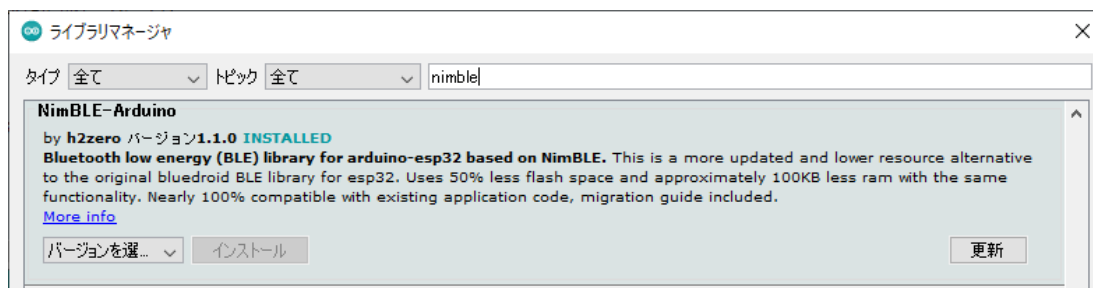 ライブラリマネージャ
タイプ 全て トピック 全て nimble
NimBLE-Arduino
by h2zero バージョン1.1.0 INSTALLED
Bluetooth low energy (BLE) library for arduino-esp32 based on NimBLE. This is a more updated and lower resource alternative
to the original bluedroid BLE library for esp32. Uses 50% less flash space and approximately 100KB less ram with the same
functionality. Nearly 100% compatible with existing application code, migration guide included.
More info
バージョンを選... インストール 更新